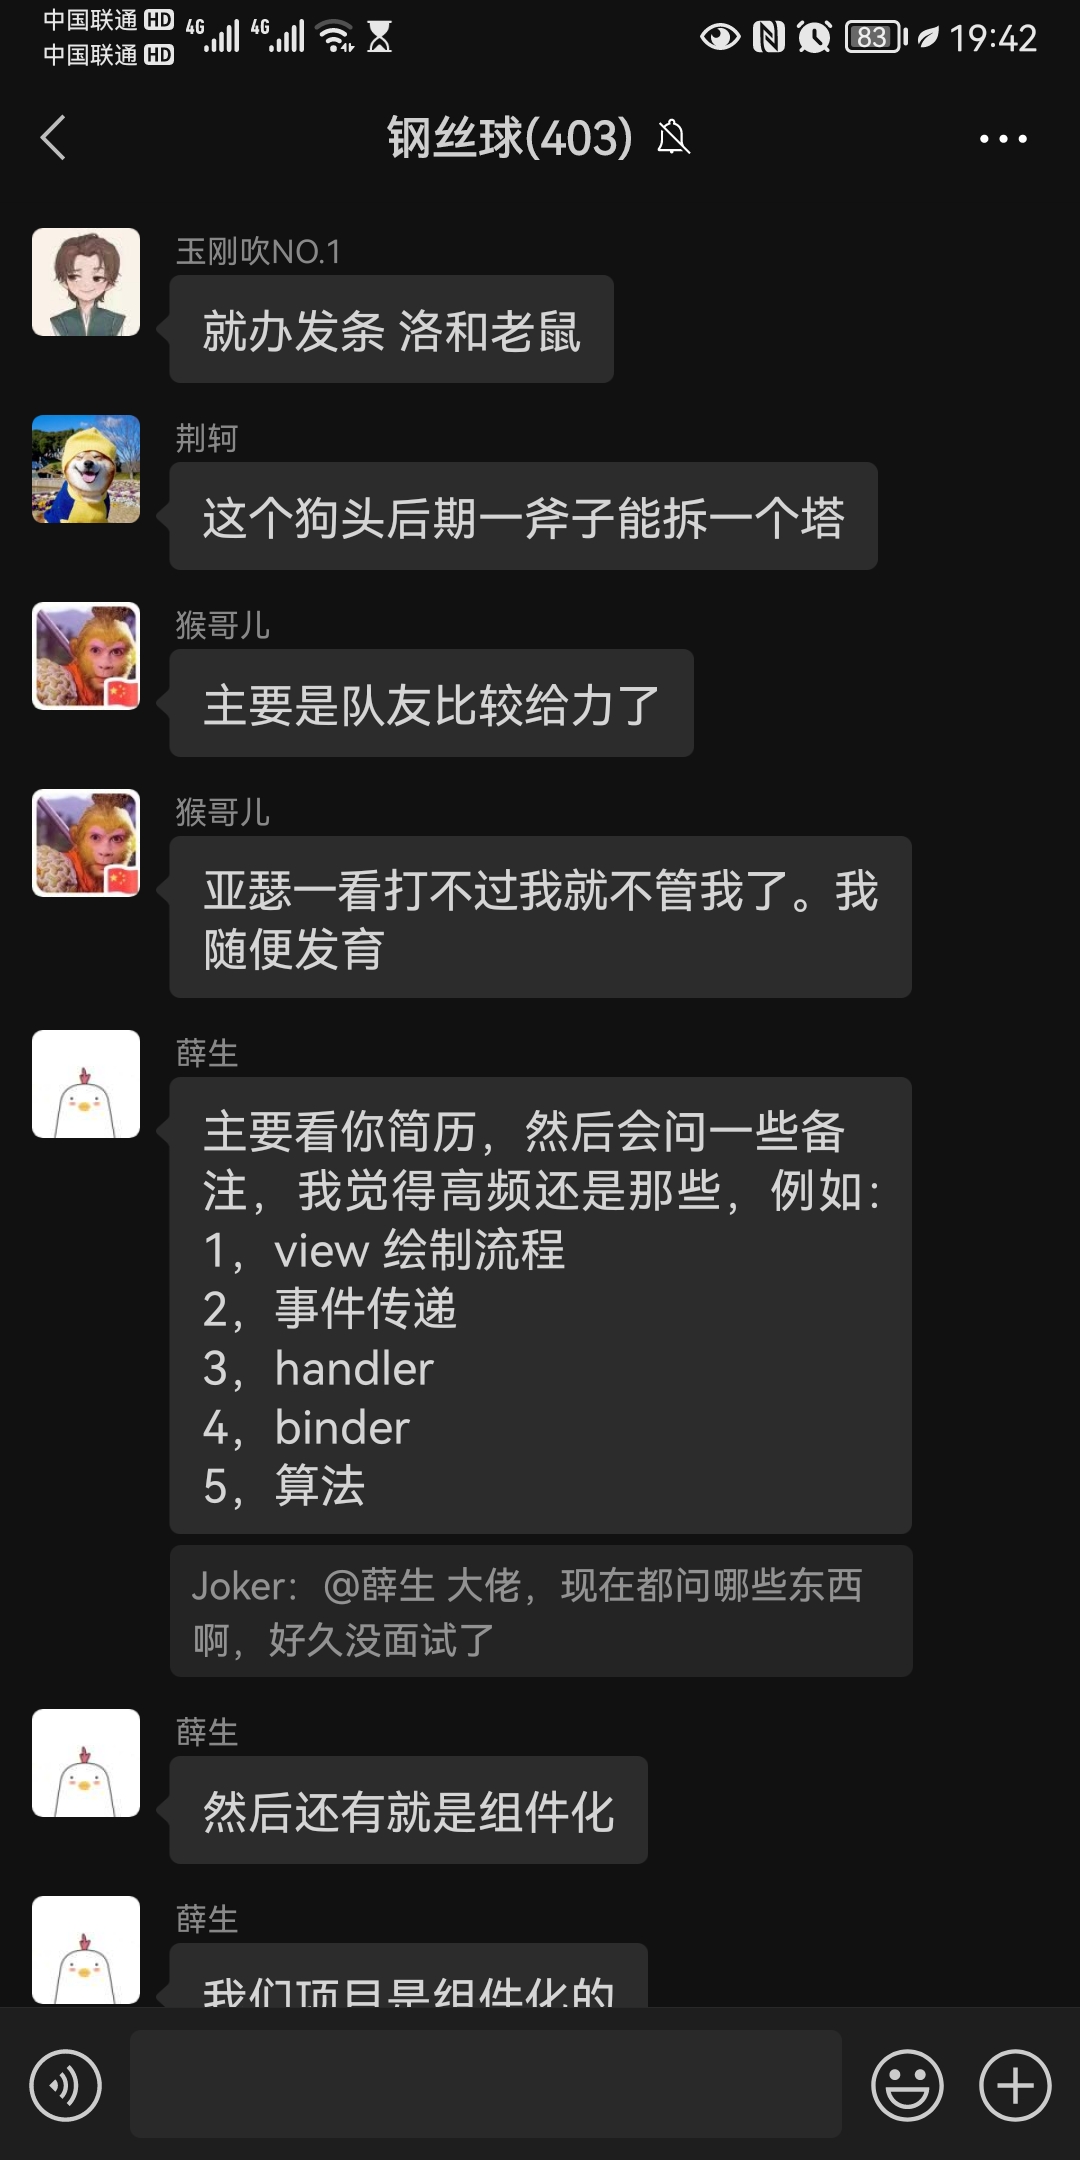 中国联通 HD
中国联通 HD
4G 4G 83 19:42
钢丝球(403)
玉刚吹NO.1
就办发条 洛和老鼠
荆轲
这个狗头后期一斧子能拆一个塔
猴哥儿
主要是队友比较给力了
猴哥儿
亚瑟一看打不过我就不管我了。我
随便发育
薛生
主要看你简历，然后会问一些备
注，我觉得高频还是那些，例如：
1，view 绘制流程
2，事件传递
3，handler
4，binder
5，算法
Joker：@薛生 大佬，现在都问哪些东西
啊，好久没面试了
薛生
然后还有就是组件化
薛生
我们项目是组件化的